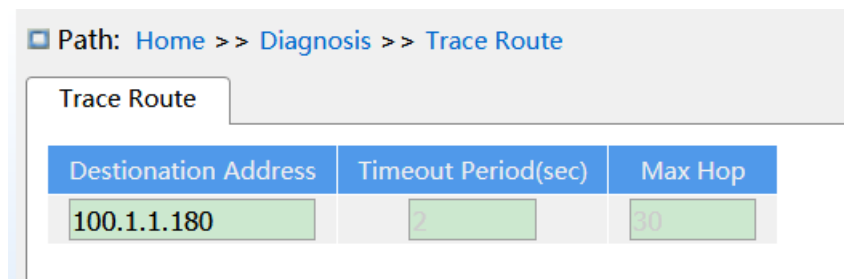 Path: Home >> Diagnosis >> Trace Route
Trace Route
Destionation Address Timeout Period(sec) Max Hop
100.1.1.180 2 30